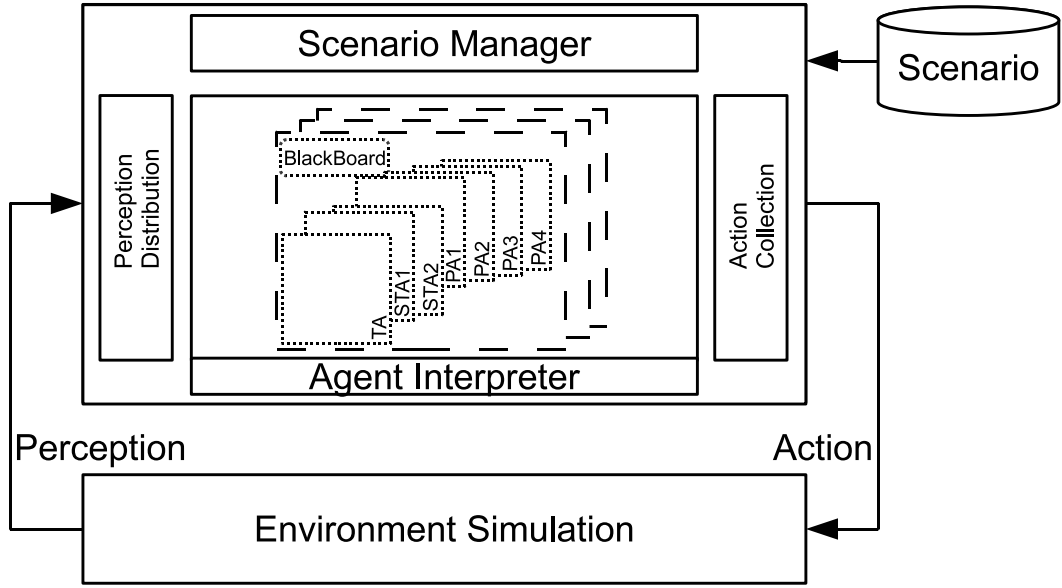 Scenario Manager
Scenario
Perception
Distribution
BlackBoard
TA
STA1
STA2
PA1
PA2
PA3
PA4
Action
Collection
Agent Interpreter
Perception
Action
Environment Simulation